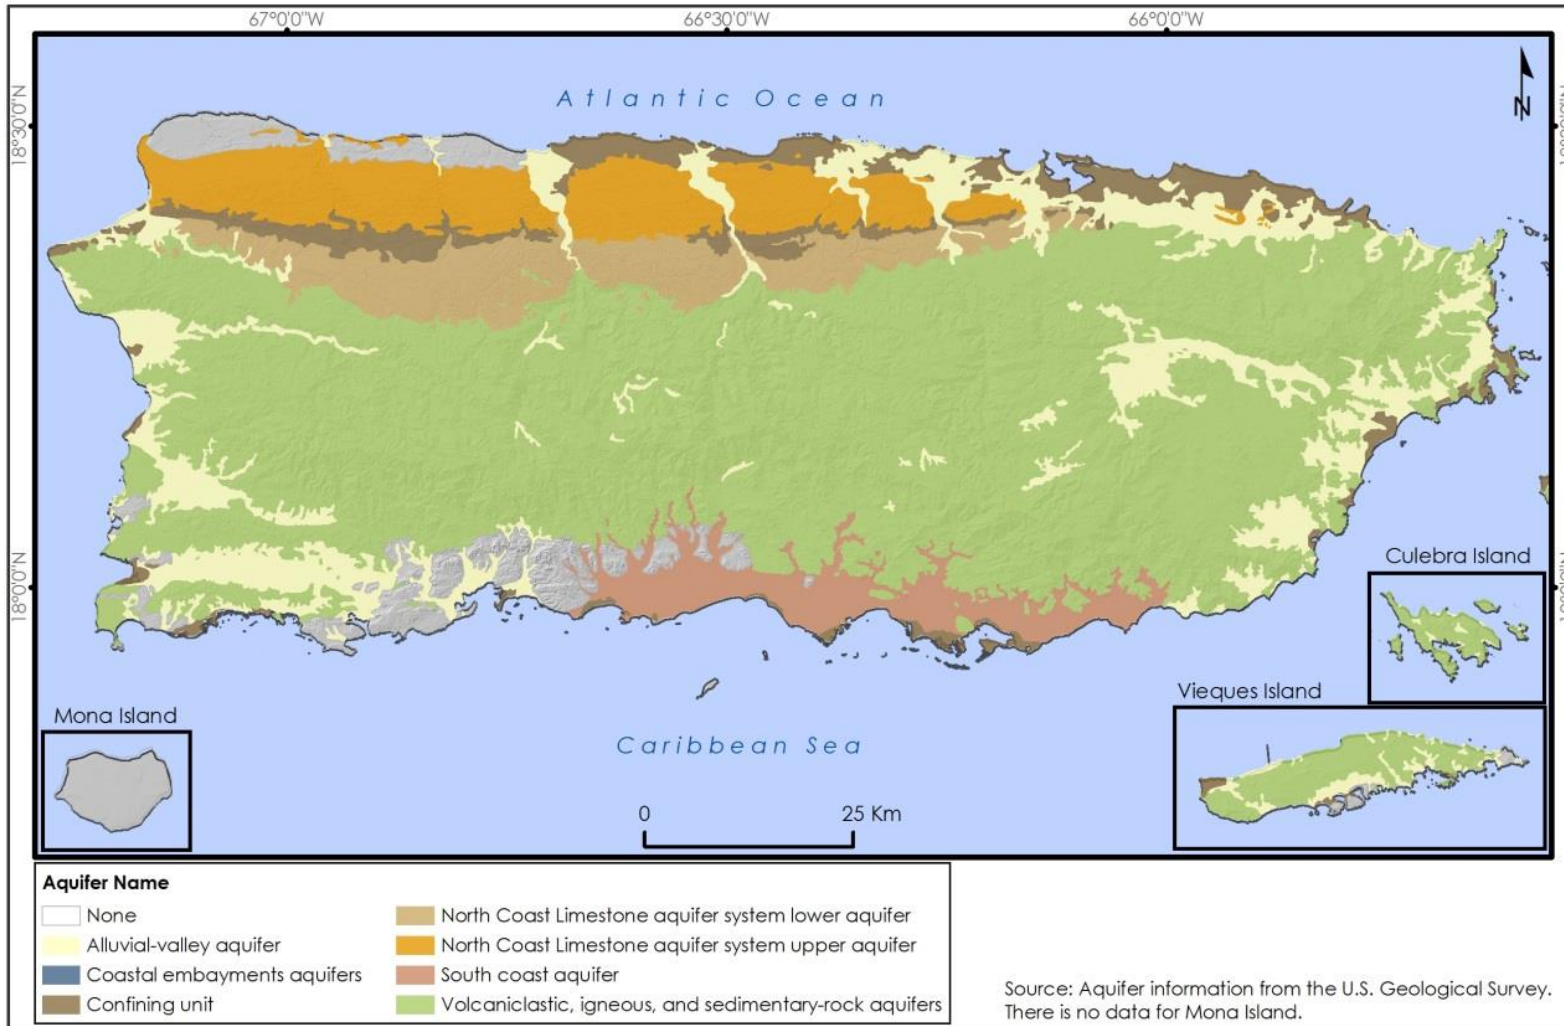 67°0'0"W
66°30'0"W
66°0'0"W
18°30'0"N
Atlantic Ocean
N
18°0'0"N
Culebra Island
Vieques Island
Mona Island
Caribbean Sea
0
25 Km
Aquifer Name
None
Alluvial-valley aquifer
Coastal embayments aquifers
Confining unit
North Coast Limestone aquifer system lower aquifer
North Coast Limestone aquifer system upper aquifer
South coast aquifer
Volcaniclastic, igneous, and sedimentary-rock aquifers
Source: Aquifer information from the U.S. Geological Survey.
There is no data for Mona Island.